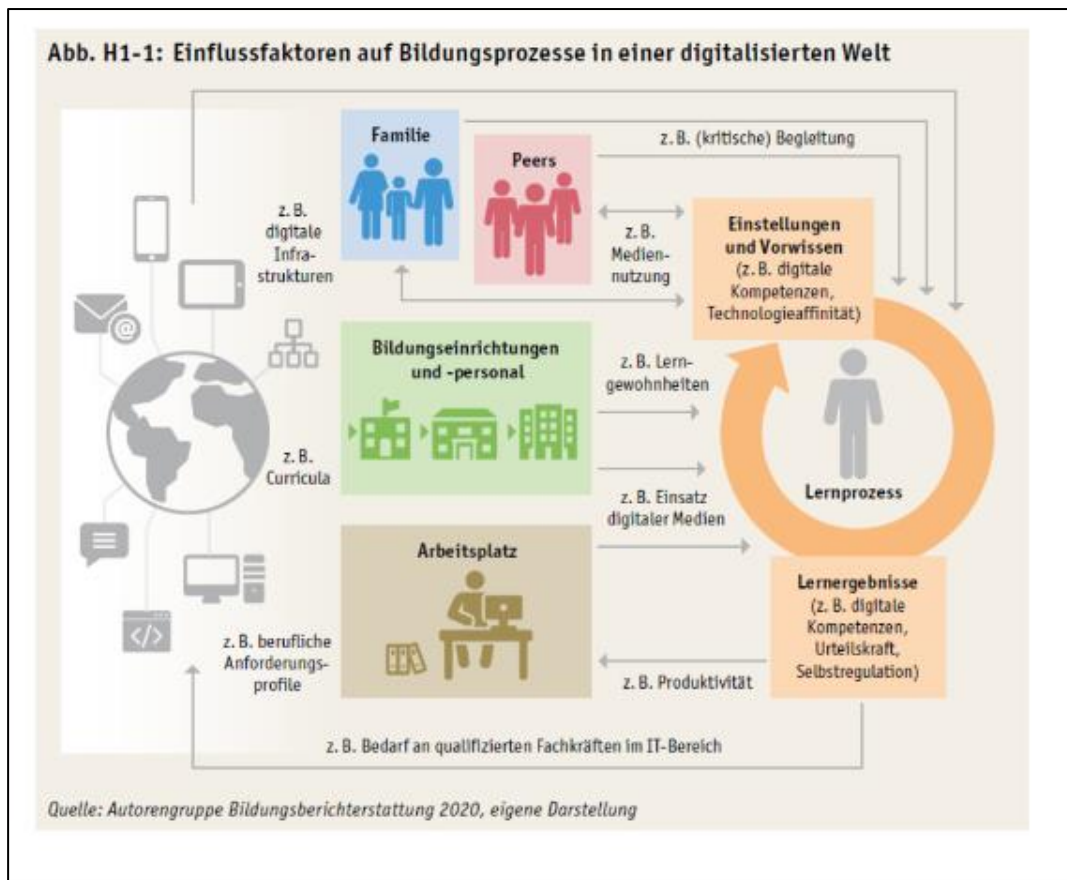 Abb. H1-1: Einflussfaktoren auf Bildungsprozesse in einer digitalisierten Welt
Familie
z. B. (kritische) Begleitung
Peers
z. B.
digitale
Infra-
strukturen
z. B.
Medien-
nutzung
Einstellungen
und Vorwissen
(z. B. digitale
Kompetenzen,
Technologieaffinität)
@
Bildungseinrichtungen
und -personal
z. B. Lern-
gewohnheiten
z. B.
Curricula
Lernprozess
z. B. Einsatz
digitaler Medien
Arbeitsplatz
Lernergebnisse
(z. B. digitale
Kompetenzen,
Urteilskraft,
Selbstregulation)
</>
z. B. berufliche
Anforderungs-
profile
z. B. Produktivität
z. B. Bedarf an qualifizierten Fachkräften im IT-Bereich
Quelle: Autorengruppe Bildungsberichterstattung 2020, eigene Darstellung